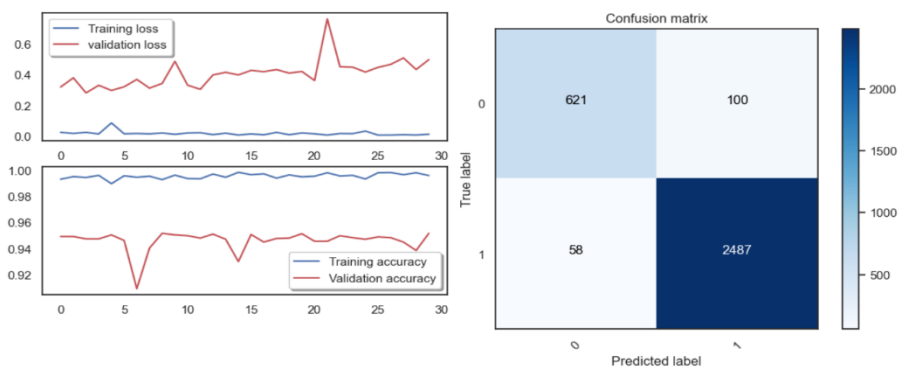 Training loss
validation loss
0.6
0.4
0.2
0.0
0 5 10 15 20 25 30
1.00
0.98
0.96
0.94
0.92
Training accuracy
Validation accuracy
0 5 10 15 20 25 30
Confusion matrix
True label
0
621 100
1
58 2487
0 1
Predicted label
2000
1500
1000
500